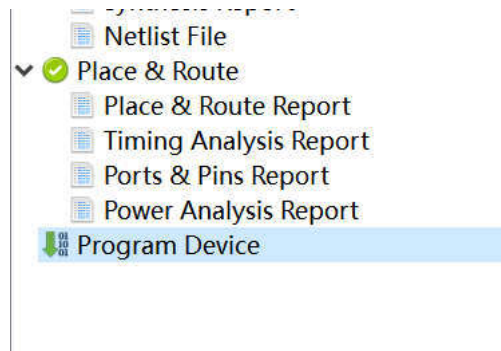 Netlist File
Place & Route
Place & Route Report
Timing Analysis Report
Ports & Pins Report
Power Analysis Report
Program Device